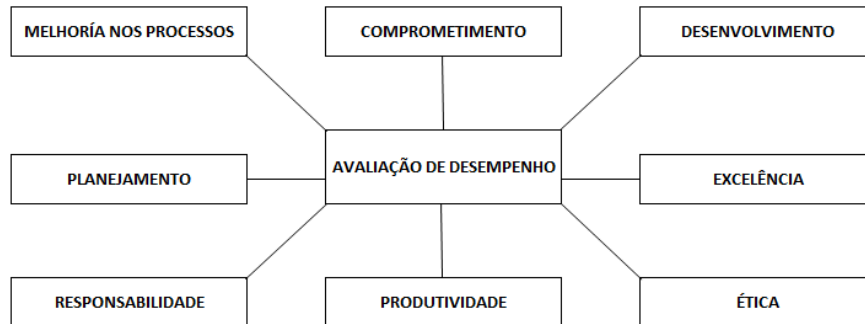 MELHORÍA NOS PROCESSOS
COMPROMETIMENTO
DESENVOLVIMENTO
PLANEJAMENTO
AVALIAÇÃO DE DESEMPENHO
EXCELÊNCIA
RESPONSABILIDADE
PRODUTIVIDADE
ÉTICA